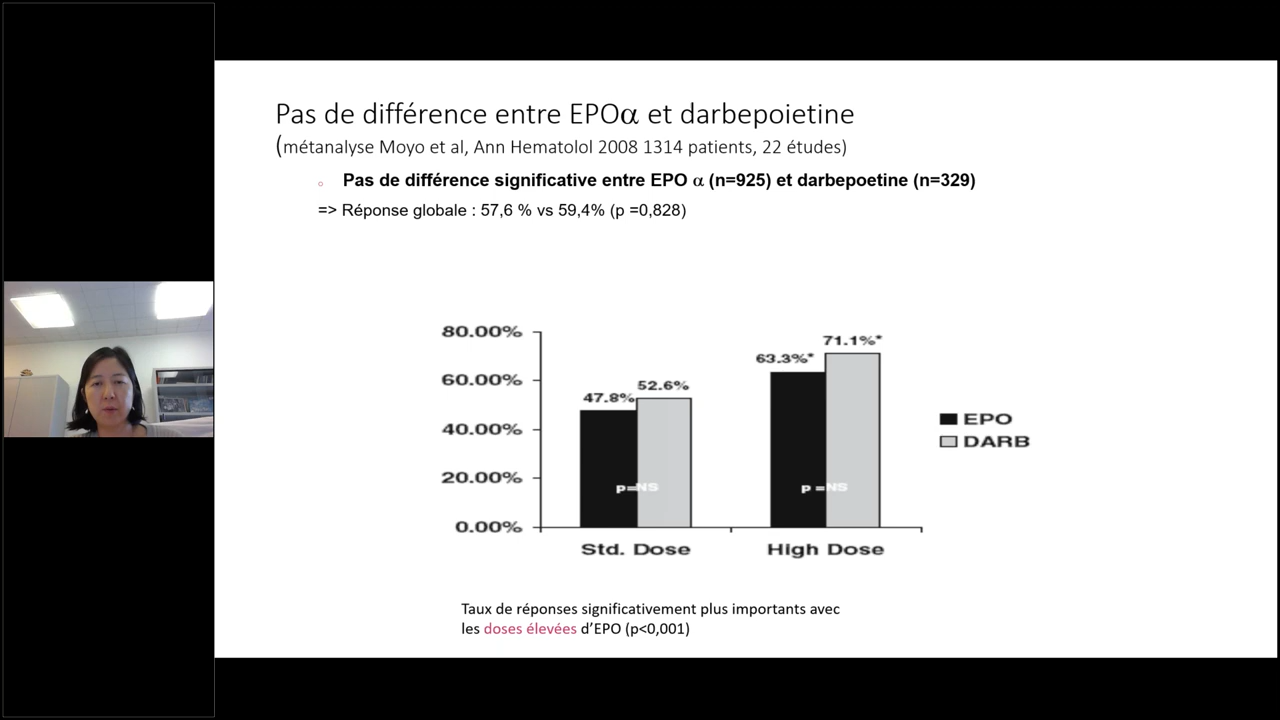 Pas de différence entre EPOα et darbepoietine
(métanalyse Moyo et al, Ann Hematolol 2008 1314 patients, 22 études)
Pas de différence significative entre EPO α (n=925) et darbepoetine (n=329)
=> Réponse globale : 57,6 % vs 59,4% (p =0,828)
80.00%
60.00%
40.00%
20.00%
0.00%
47.8%
52.6%
63.3%*
71.1%*
p=NS
p =NS
Std. Dose
High Dose
EPO
DARB
Taux de réponses significativement plus importants avec
les doses élevées d’EPO (p<0,001)